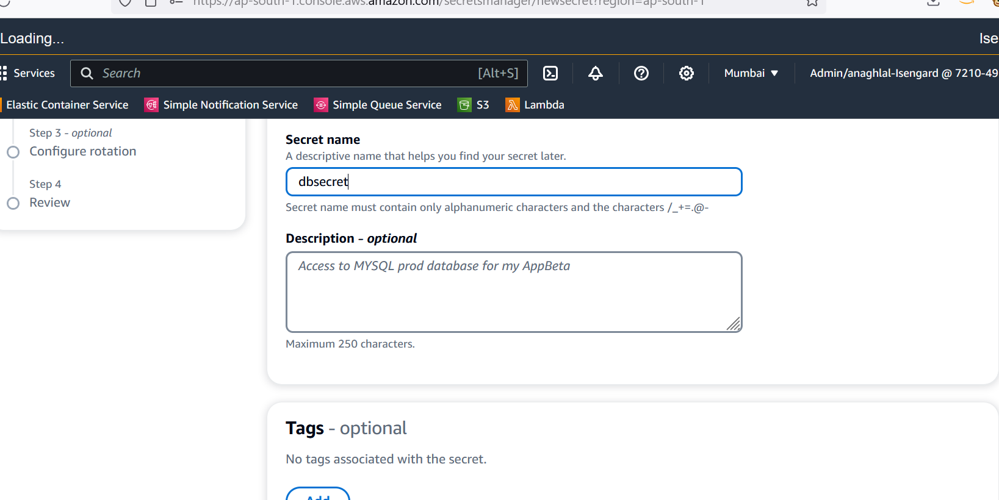 https://ap-south-1.console.aws.amazon.com/secretsmanager/newsecret?region=ap-south-1
Loading...
Ise
Services
Search
[Alt+S]
Mumbai
Admin/anaghlal-Isengard @ 7210-49
Elastic Container Service
Simple Notification Service
Simple Queue Service
S3
Lambda
Step 3 - optional
Configure rotation
Step 4
Review
Secret name
A descriptive name that helps you find your secret later.
dbsecret
Secret name must contain only alphanumeric characters and the characters /_+=.@-
Description - optional
Access to MYSQL prod database for my AppBeta
Maximum 250 characters.
Tags - optional
No tags associated with the secret.
Add